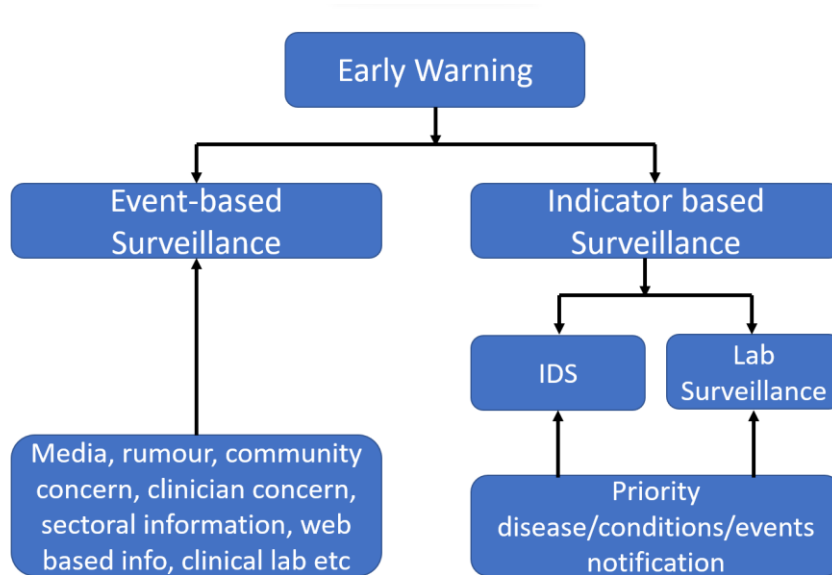 Early Warning
Event-based
Surveillance
Indicator based
Surveillance
IDS
Lab
Surveillance
Media, rumour, community
concern, clinician concern,
sectoral information, web
based info, clinical lab etc
Priority
disease/conditions/events
notification